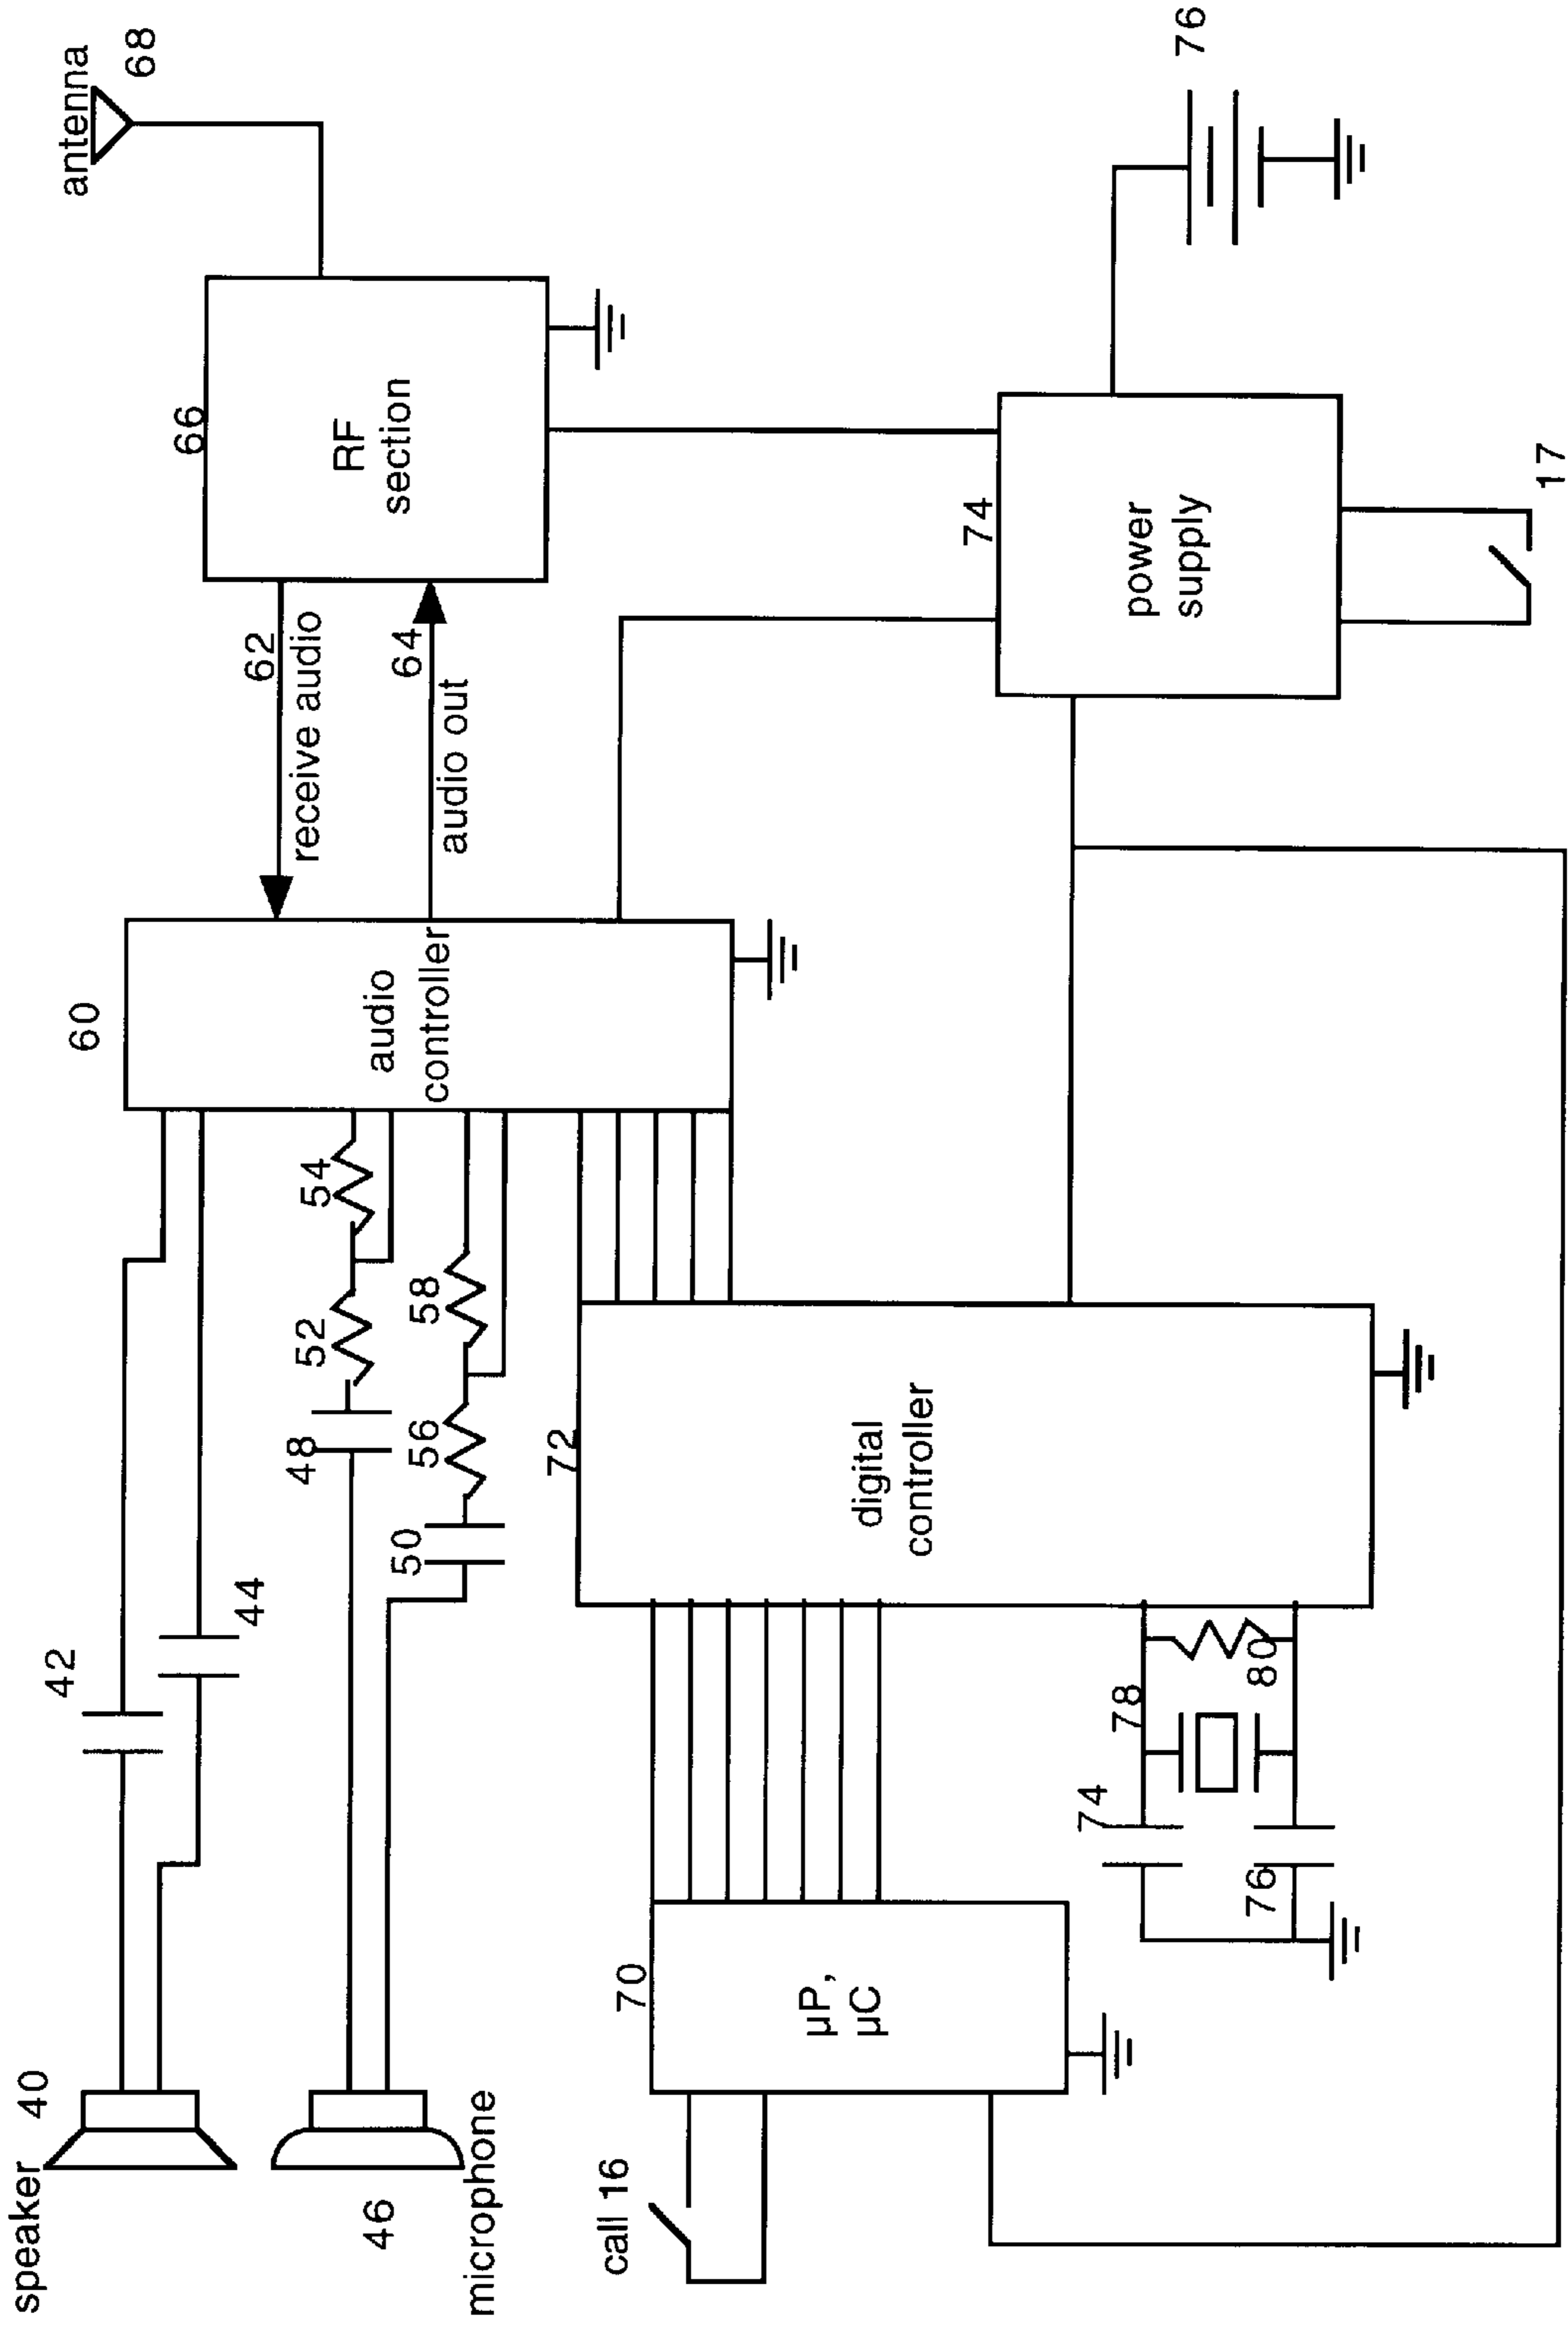 speaker 40
42
44
46
microphone
48
52
54
50
56
58
60
audio
controller
62
receive audio
64
audio out
66
RF
section
antenna
68
call 16
70
µP,
µC
72
digital
controller
74
76
78
80
74
power
supply
76
17